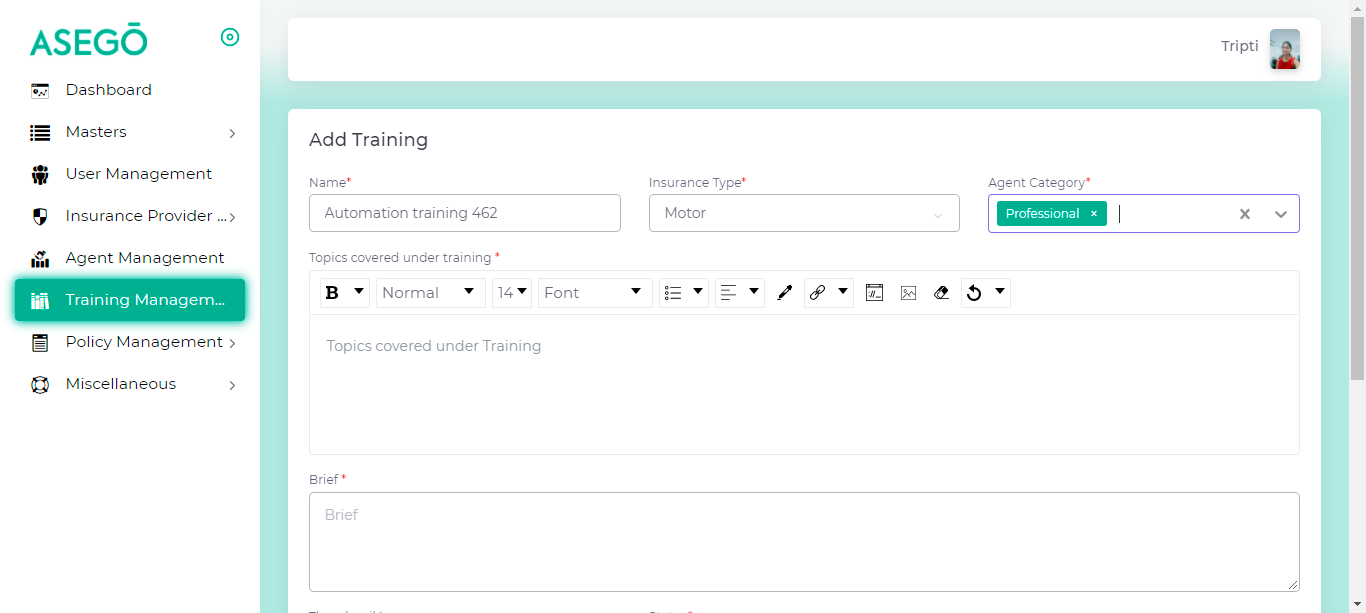 ASEGŌ
Dashboard
Masters
User Management
Insurance Provider ...
Agent Management
Training Managem...
Policy Management
Miscellaneous
Tripti
Add Training
Name* Insurance Type* Agent Category*
Automation training 462 Motor Professional ×
Topics covered under training *
B Normal 14 Font
Topics covered under Training
Brief *
Brief